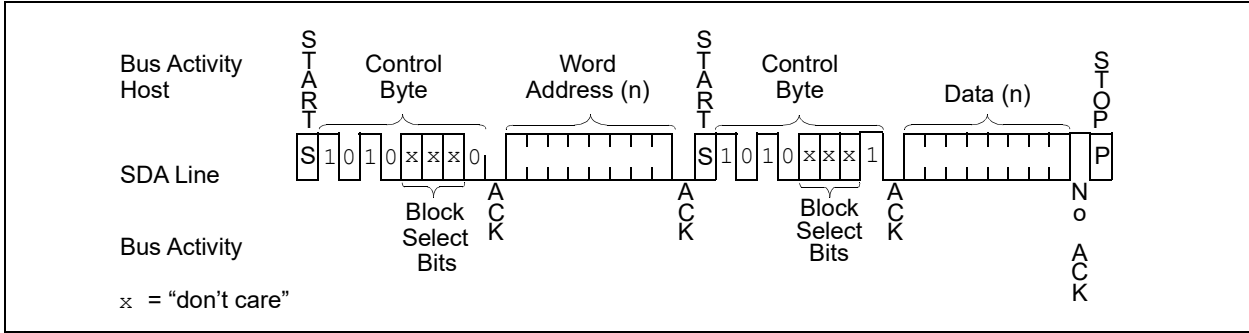 Bus Activity
Host
START
Control
Byte
Word
Address (n)
START
Control
Byte
Data (n)
STOP
SDA Line
S 1 0 1 0 x x x 0
S 1 0 1 0 x x x 1
P
Bus Activity
ACK
Block
Select
Bits
ACK
Block
Select
Bits
ACK
No ACK
x = “don’t care”